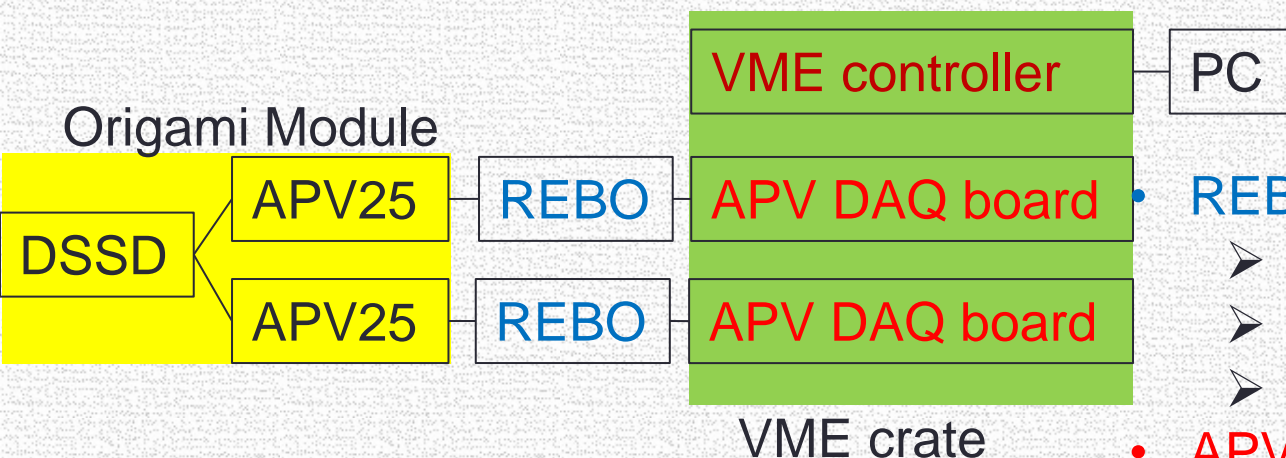 VME controller
PC
Origami Module
APV25
REBO
APV DAQ board
DSSD
APV25
REBO
APV DAQ board
VME crate